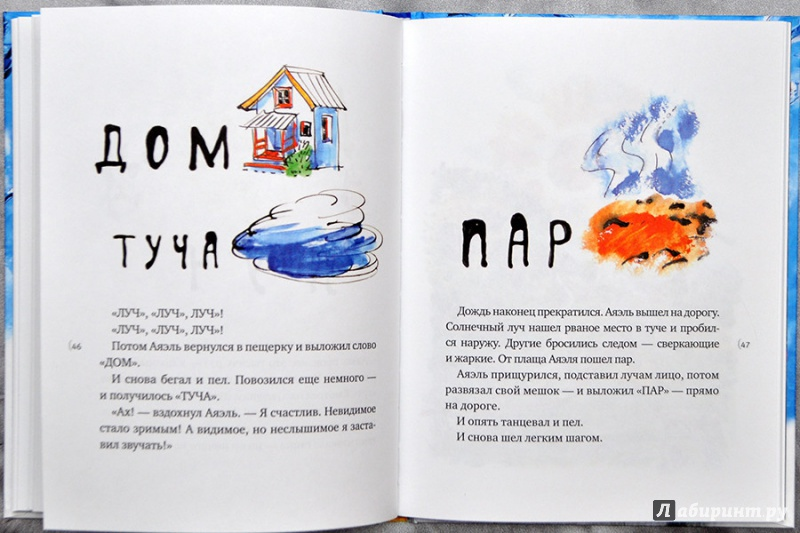 ДОМ
ТУЧА
«ЛУЧ», «ЛУЧ», ЛУЧ»!
«ЛУЧ», «ЛУЧ», ЛУЧ»!
Потом Аяэль вернулся в пещерку и выложил слово
«ДОМ».
И снова бегал и пел. Повозился еще немного —
и получилось «ТУЧА».
«Ах! — вздохнул Аяэль. — Я счастлив. Невидимое
стало зримым! А видимое, но неслышимое я заста-
вил звучать!»
(46
ПАР
Дождь наконец прекратился. Аяэль вышел на дорогу.
Солнечный луч нашел рваное место в туче и пробил-
ся наружу. Другие бросились следом — сверкающие
и жаркие. От плаща Аяэля пошел пар.
Аяэль прищурился, подставил лучам лицо, потом
развязал свой мешок — и выложил «ПАР» — прямо
на дороге.
И опять танцевал и пел.
И снова шел легким шагом.
(47
Лабиринт.ру